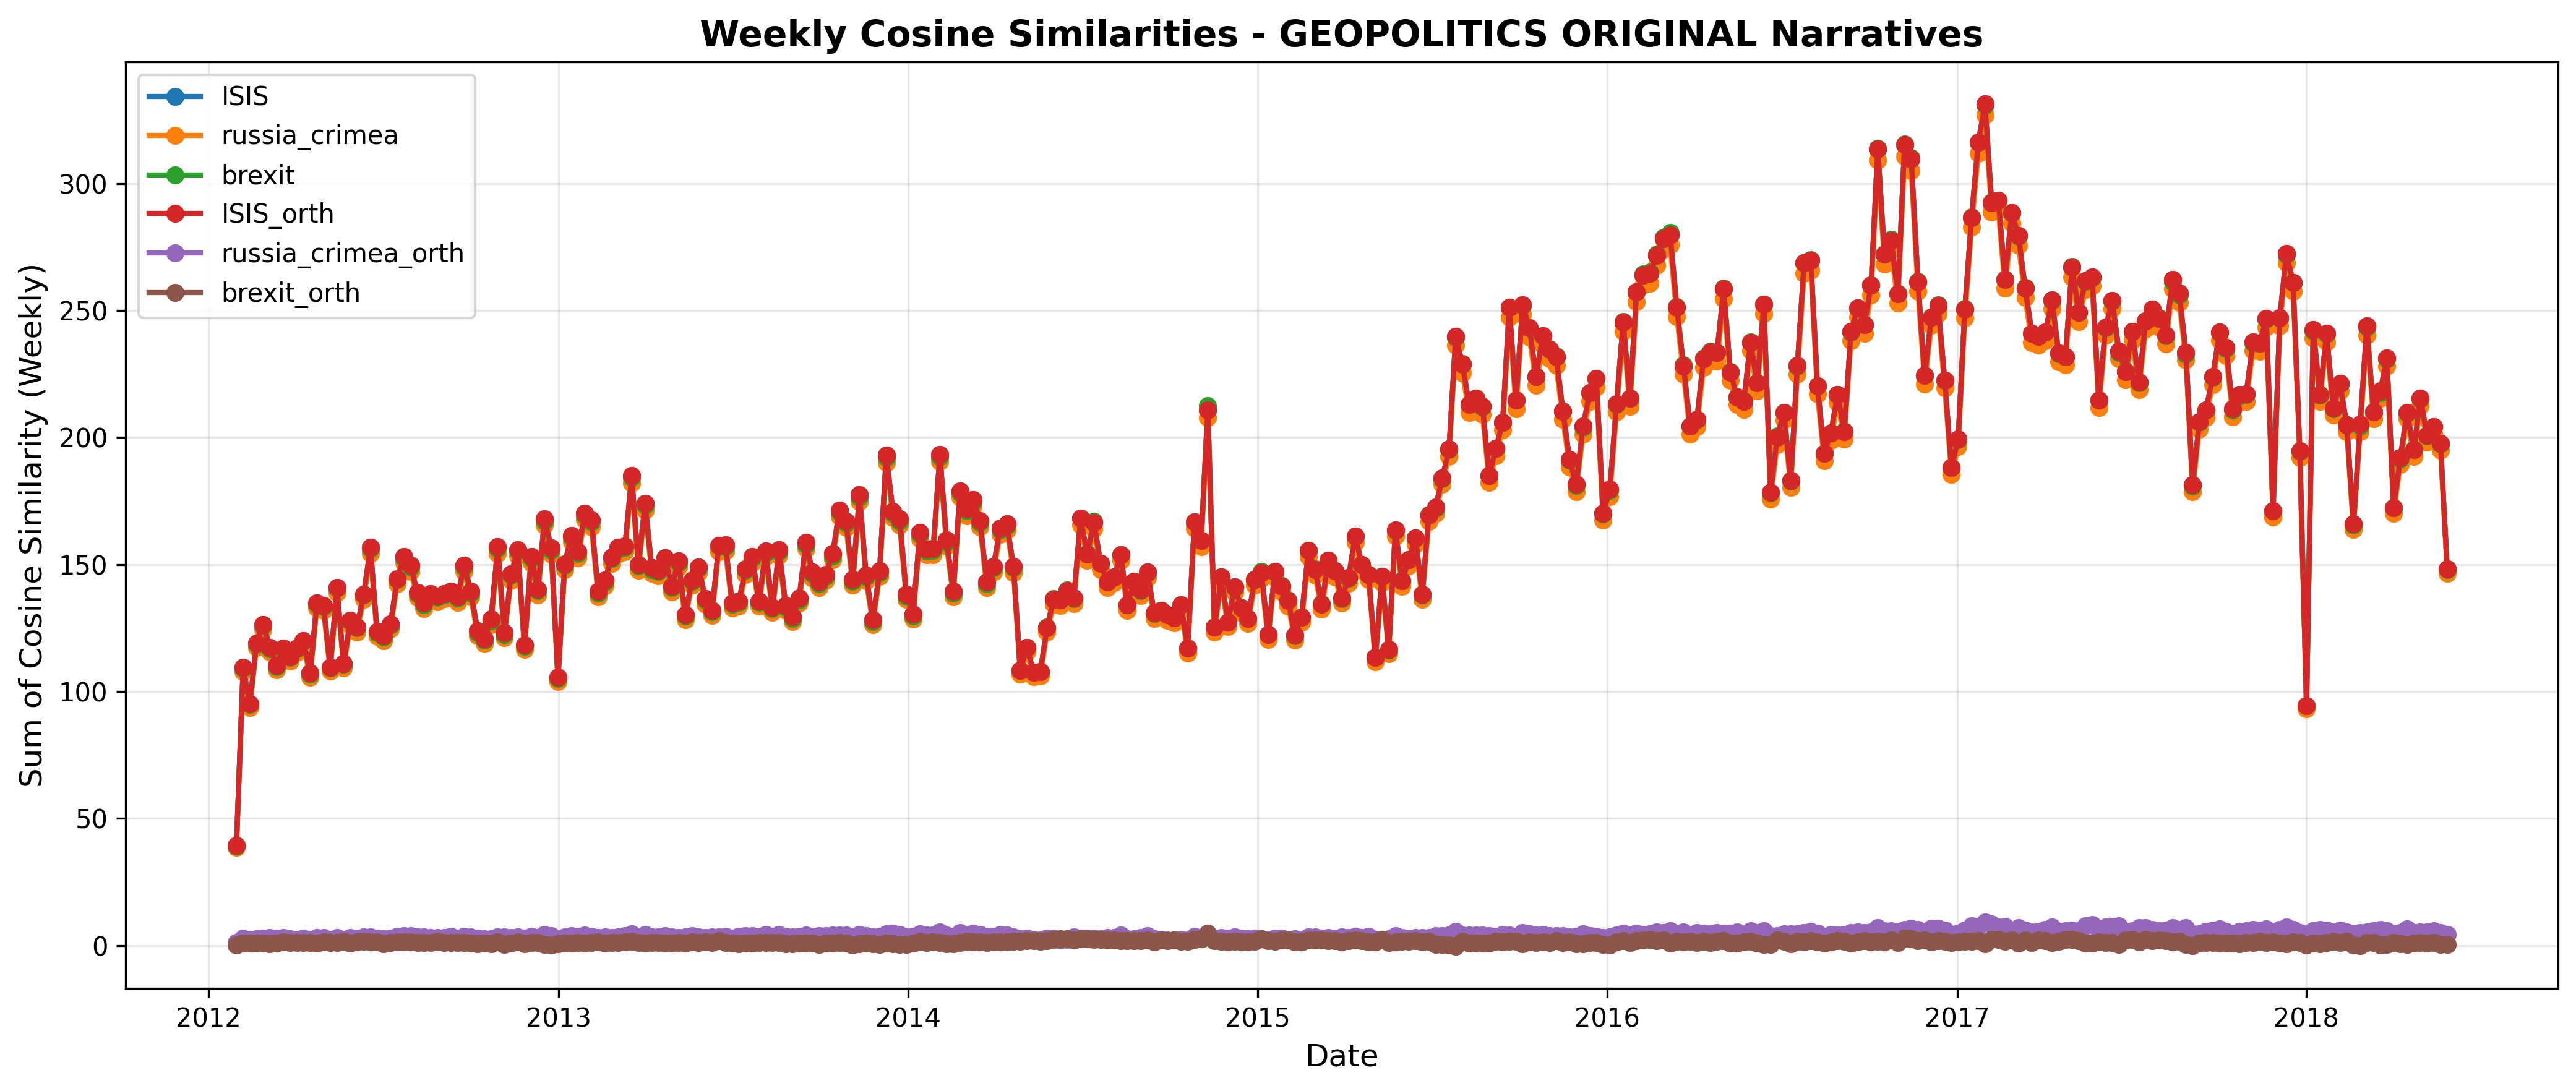 Weekly Cosine Similarities - GEOPOLITICS ORIGINAL Narratives
ISIS
russia_crimea
brexit
ISIS_orth
russia_crimea_orth
brexit_orth
Sum of Cosine Similarity (Weekly)
300
250
200
150
100
50
0
2012 2013 2014 2015 2016 2017 2018
Date